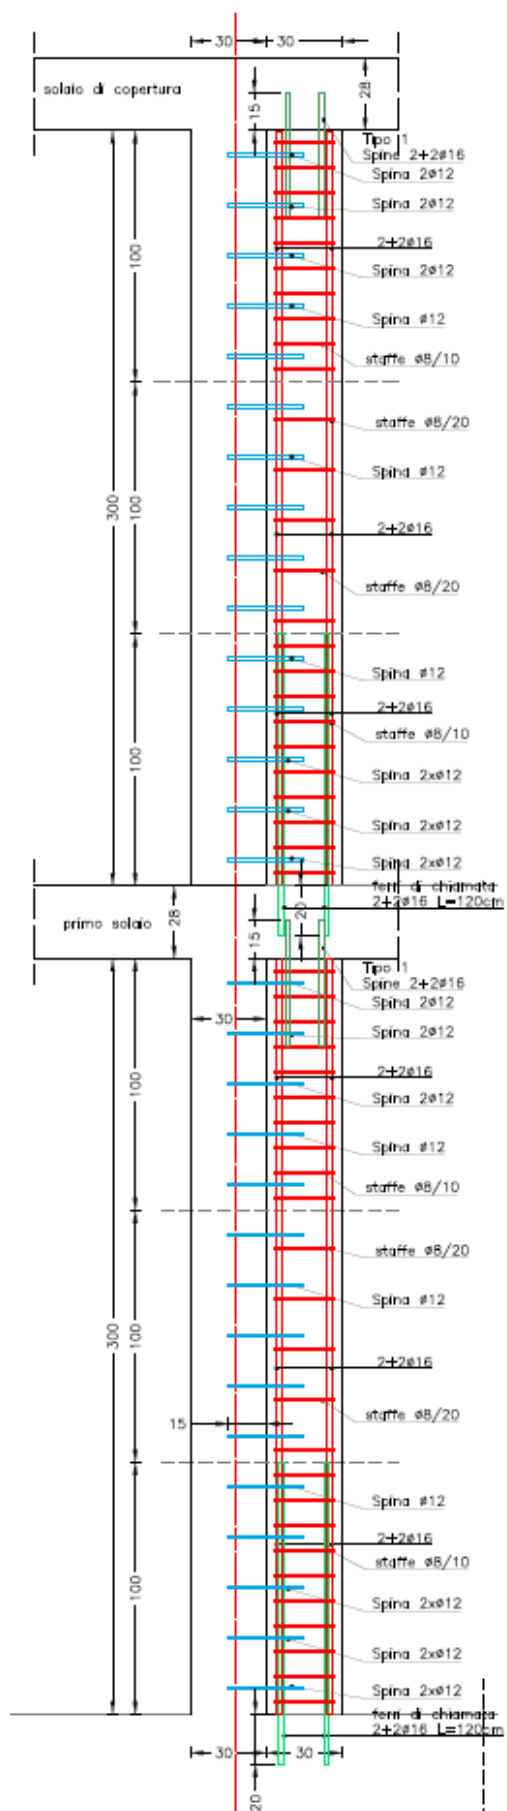 30
30
solaio di copertura
15
28
Tipo 1
Spine 2+2ø16
Spina 2ø12
Spina 2ø12
2+2ø16
100
Spina 2ø12
Spina ø12
staffe ø8/10
staffe ø8/20
Spina ø12
300
100
2+2ø16
staffe ø8/20
Spina ø12
2+2ø16
staffe ø8/10
100
Spina 2xø12
Spina 2xø12
Spina 2xø12
ferri di chiamata
2+2ø16 L=120cm
primo solaio
28
20
15
Tipo 1
Spine 2+2ø16
Spina 2ø12
30
Spina 2ø12
2+2ø16
100
Spina 2ø12
Spina ø12
staffe ø8/10
staffe ø8/20
Spina ø12
300
100
2+2ø16
staffe ø8/20
15
Spina ø12
2+2ø16
staffe ø8/10
100
Spina 2xø12
Spina 2xø12
Spina 2xø12
ferri di chiamata
2+2ø16 L=120cm
30
30
20